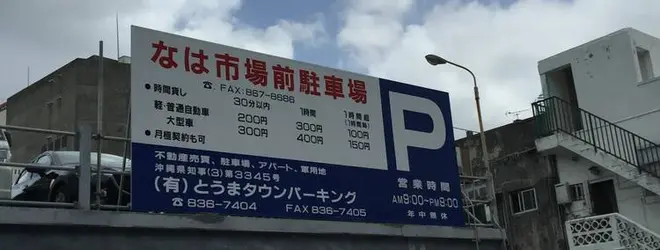 なは市場前駐車場
☎. FAX:867-8686
●時間貸し 30分以内 1時間 1時間超(1時間毎)
軽・普通自動車 200円 300円 100円
大型車 300円 400円 150円
●月極契約も可
不動産売買、駐車場、アパート、軍用地
沖縄県知事(3)第3345号
(有)とうまタウンパーキング
☎ 836-7404 FAX 836-7405
P
営業時間
AM9:00~PM9:00
年中無休